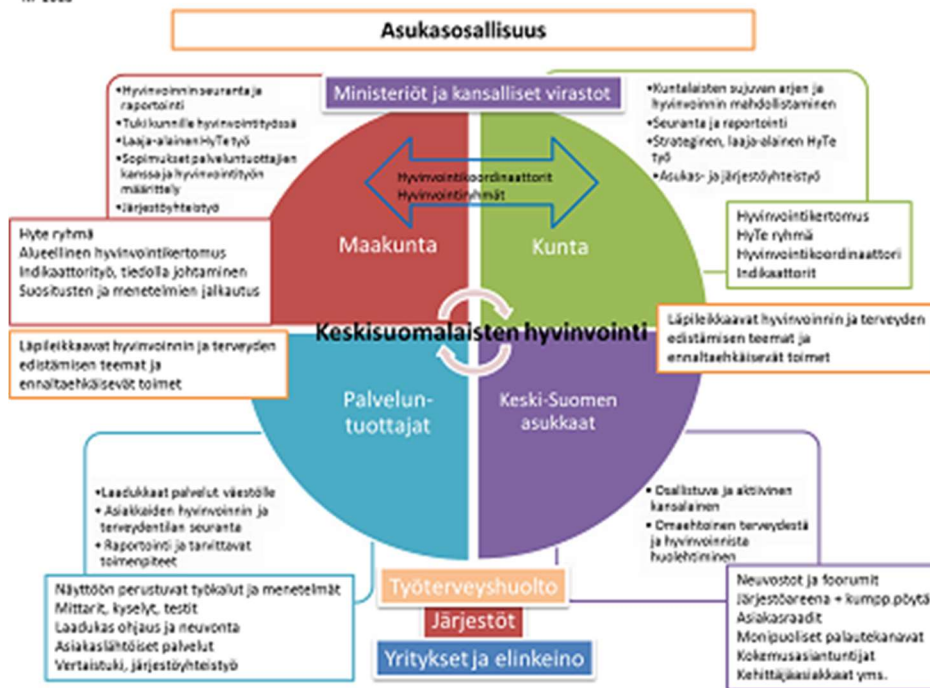 Asukasosallisuus
Ministeriöt ja kansalliset virastot
•Hyvinvoinnin seuranta ja
raportointi
•Tuki kunnille hyvinvointityössä
•Laaja-alainen HyTe työ
•Sopimukset palveluntuottajien
kanssa ja hyvinvointityön
määrittely
•Järjestöyhteistyö
•Kuntalaisten sujuvan arjen ja
hyvinvoinnin mahdollistaminen
•Seuranta ja raportointi
•Strateginen, laaja-alainen HyTe
työ
•Asukas- ja järjestöyhteistyö
Hyvinvointikoordinaattorit
Hyvinvointiryhmät
Hyte ryhmä
Alueellinen hyvinvointikertomus
Indikaattorityö, tiedolla johtaminen
Suositusten ja menetelmien jalkautus
Maakunta
Kunta
Hyvinvointikertomus
HyTe ryhmä
Hyvinvointikoordinaattori
Indikaattorit
Keskisuomalaisten hyvinvointi
Läpileikkaavat hyvinvoinnin ja terveyden
edistämisen teemat ja
ennaltaehkäisevät toimet
Läpileikkaavat hyvinvoinnin ja terveyden
edistämisen teemat ja
ennaltaehkäisevät toimet
Palvelun-
tuottajat
Keski-Suomen
asukkaat
•Laadukkaat palvelut väestölle
•Asiakkaiden hyvinvoinnin ja
terveydentilan seuranta
•Raportointi ja tarvittavat
toimenpiteet
• Osallistuva ja aktiivinen
kansalainen
• Omaehtoinen terveydestä
ja hyvinvoinnista
huolehtiminen
Näyttöön perustuvat työkalut ja menetelmät
Mittarit, kyselyt, testit
Laadukas ohjaus ja neuvonta
Asiakaslähtöiset palvelut
Vertaistuki, järjestöyhteistyö
Työterveyshuolto
Järjestöt
Yritykset ja elinkeino
Neuvostot ja foorumit
Järjestöareena + kumpp.pöytä
Asiakasraadit
Monipuoliset palautekanavat
Kokemusasiantuntijat
Kehittäjäasiakkaat yms.